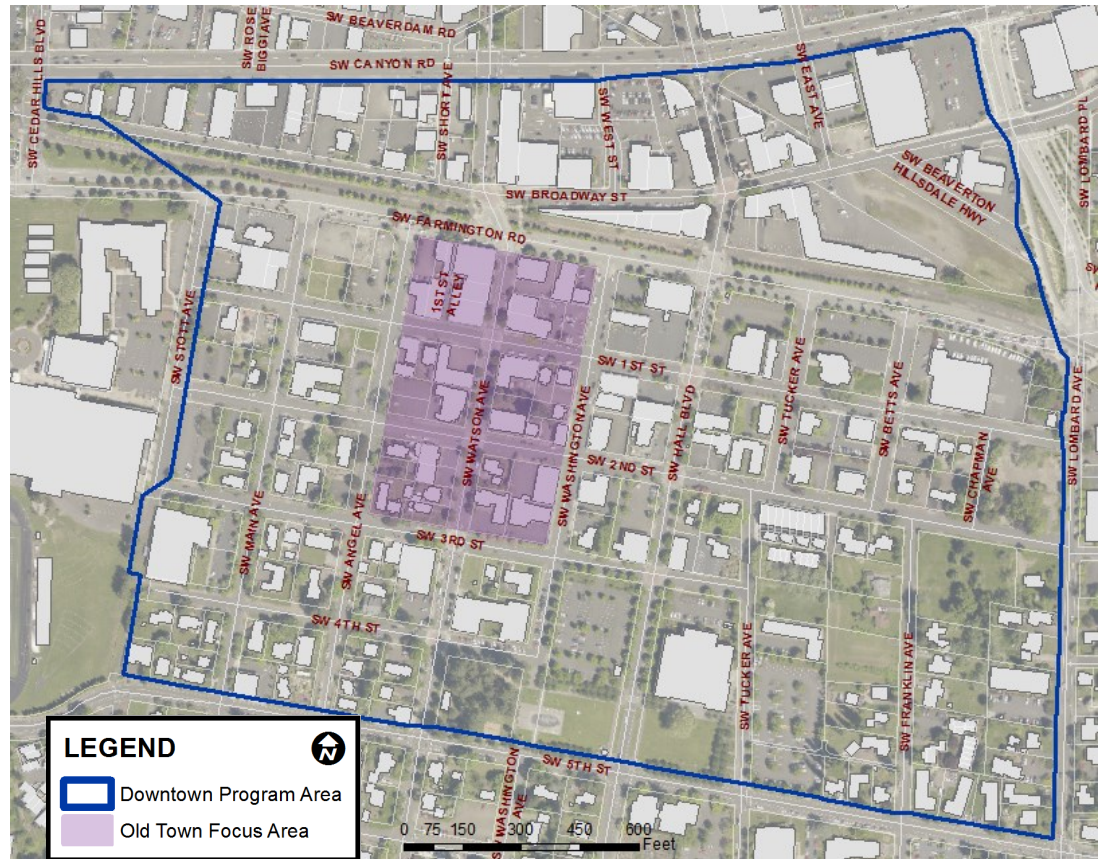 SW BEAVERDAM RD
SW ROSE
BIGGI AVE
SW CEDAR HILLS BLVD
SW CANYON RD
SW SHORT AVE
SW EAST AVE
SW WEST ST
SW LOMBARD PL
SW BEAVERTON
HILLSDALE HWY
SW BROADWAY ST
SW FARMINGTON RD
1ST ST
ALLEY
SW STOTT AVE
SW 1ST ST
SW WATSON AVE
SW WASHINGTON AVE
SW HALL BLVD
SW TUCKER AVE
SW BETTS AVE
SW LOMBARD AVE
SW CHAPMAN
AVE
SW 2ND ST
SW MAIN AVE
SW ANGEL AVE
SW 3RD ST
SW 4TH ST
SW TUCKER AVE
SW FRANKLIN AVE
SW 5TH ST
SW WASHINGTON
AVE
LEGEND
N
Downtown Program Area
Old Town Focus Area
0 75 150 300 450 600
Feet